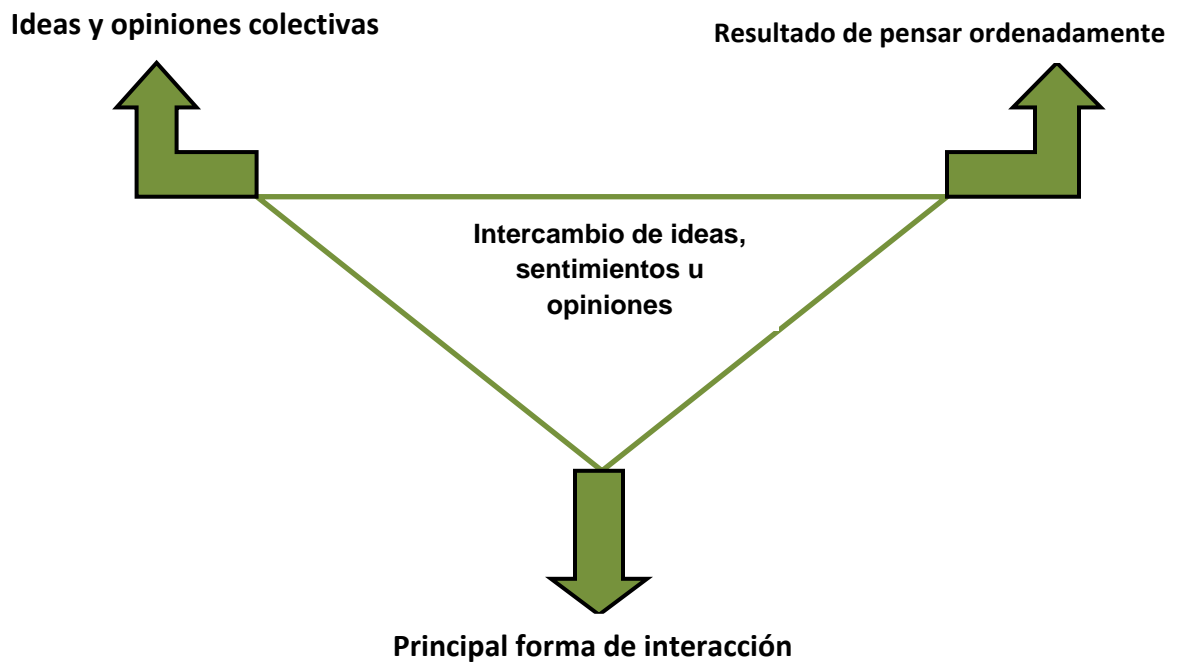 Ideas y opiniones colectivas
Resultado de pensar ordenadamente
Intercambio de ideas,
sentimientos u
opiniones
Principal forma de interacción